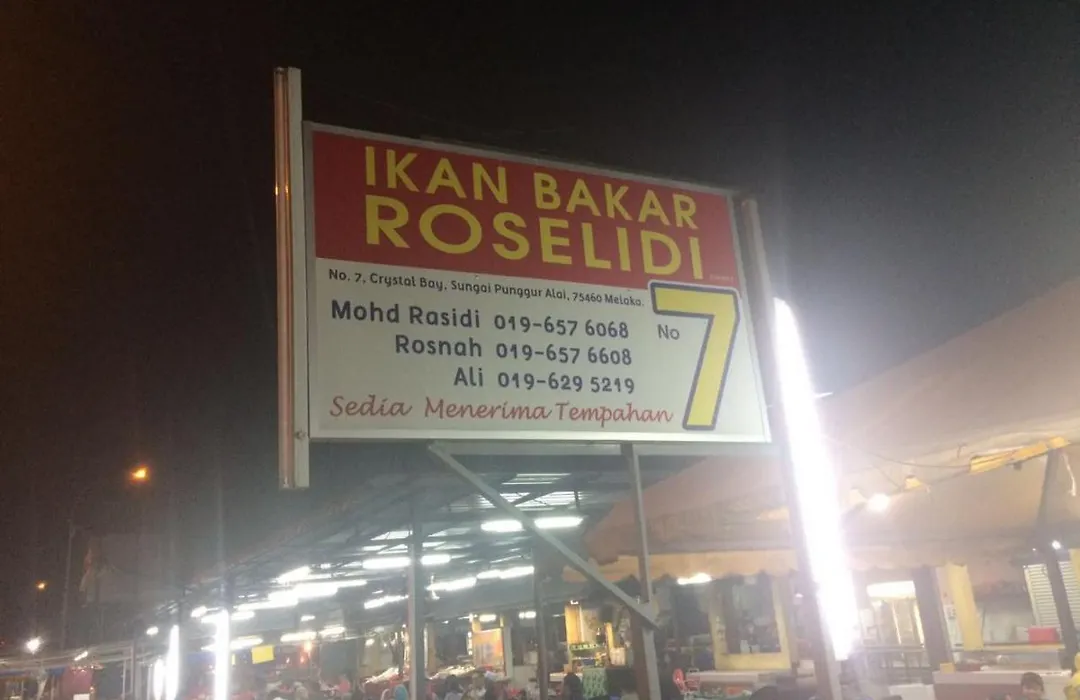 IKAN BAKAR
ROSELIDI
No. 7, Crystal Bay, Sungai Punggur Alai, 75460 Melaka.
Mohd Rasidi 019-657 6068
Rosnah 019-657 6608
Ali 019-629 5219
No 7
Sedia Menerima Tempahan